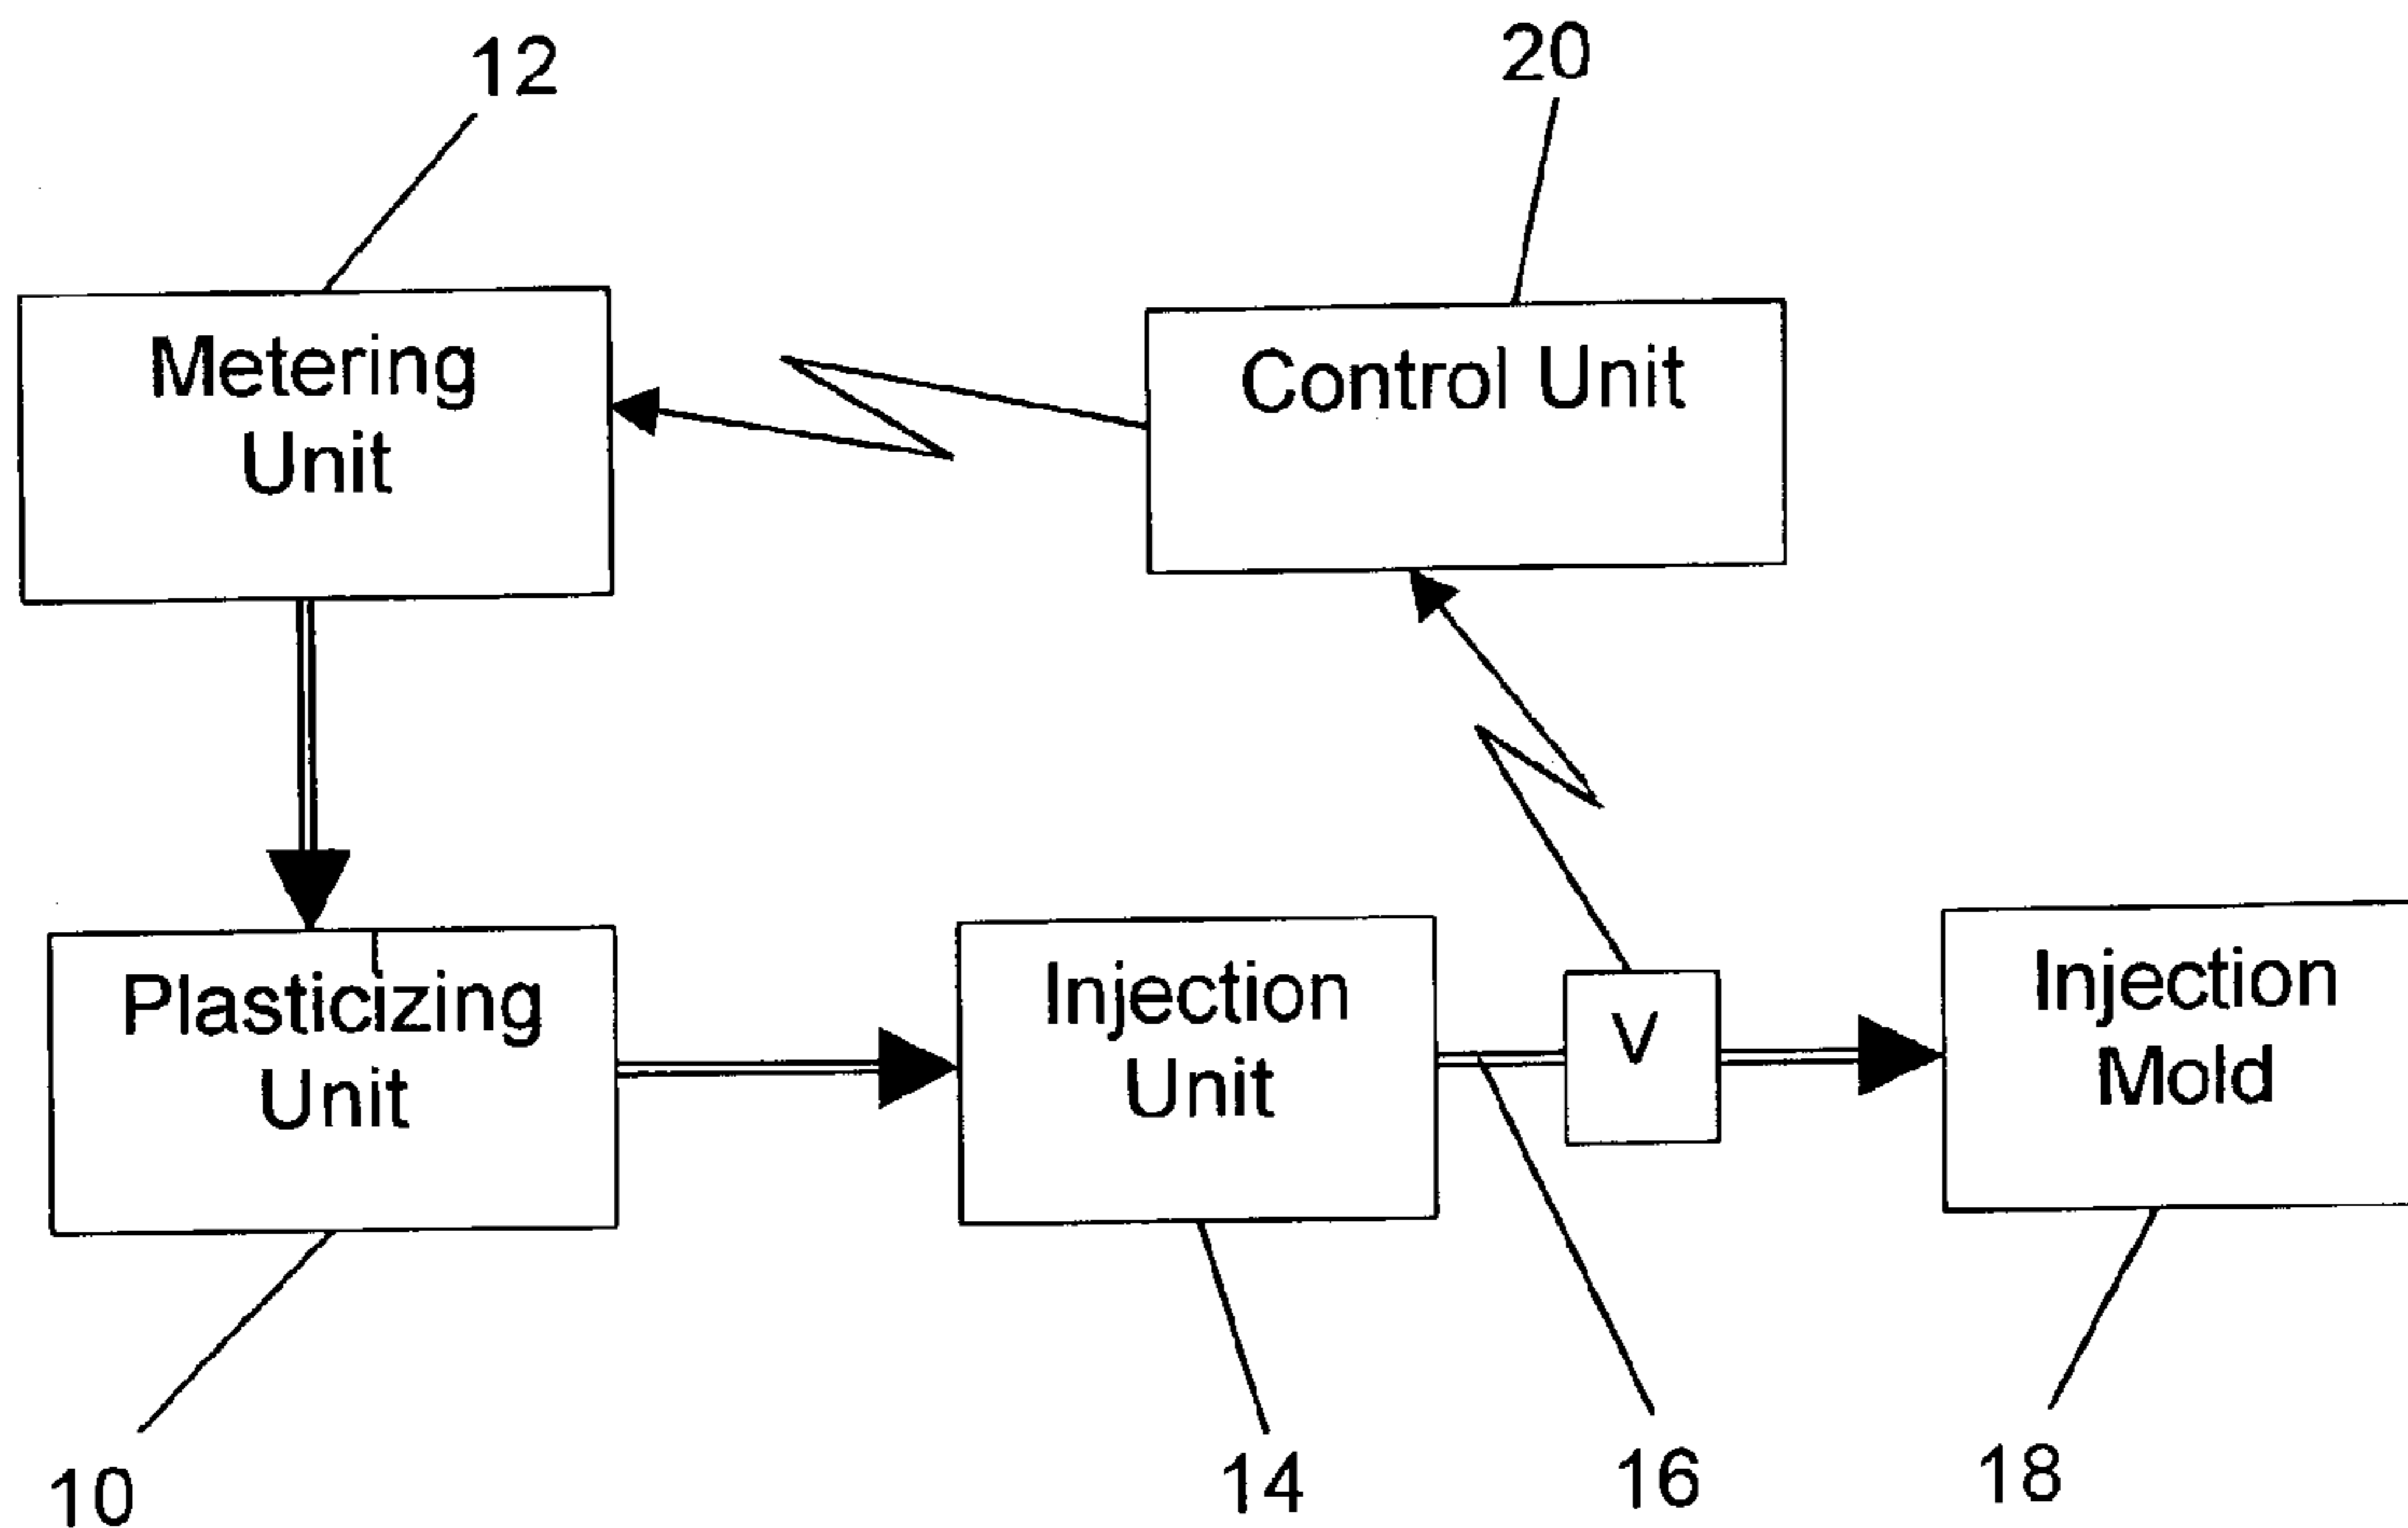 12
20
Metering
Unit
Control Unit
Plasticizing
Unit
Injection
Unit
V
Injection
Mold
10
14
16
18